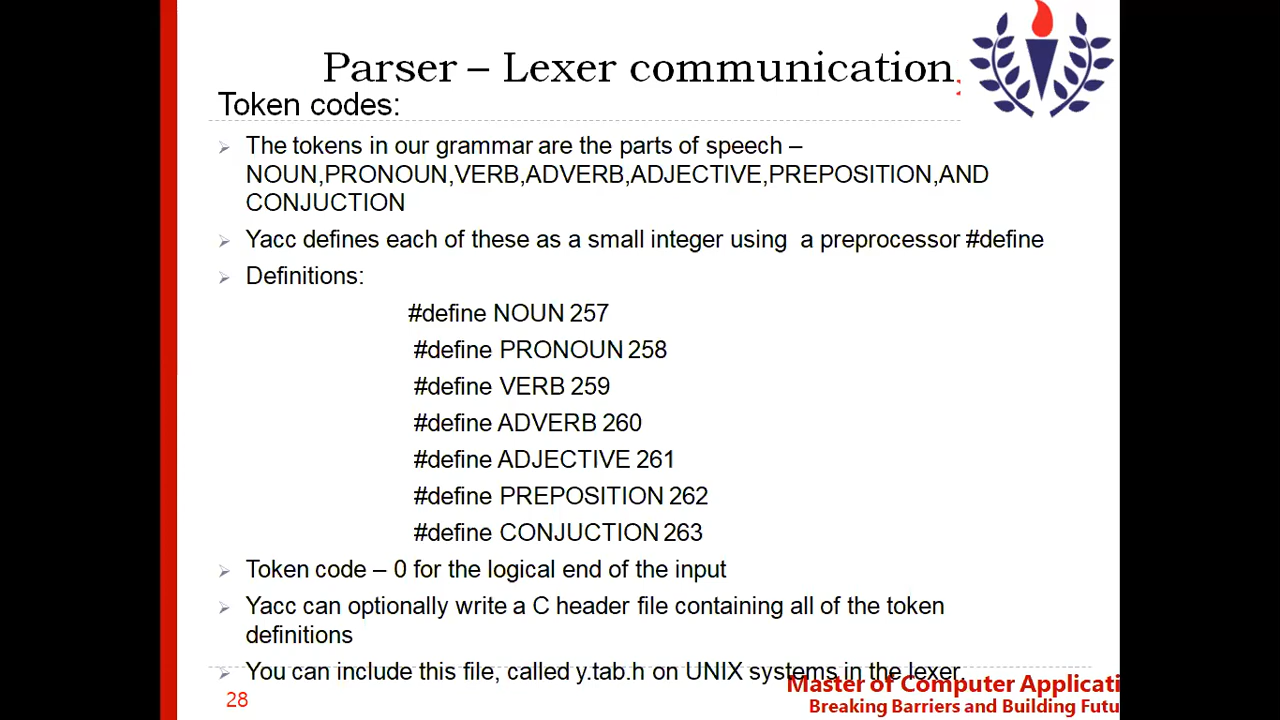 Parser – Lexer communication
Token codes:
The tokens in our grammar are the parts of speech –
NOUN,PRONOUN,VERB,ADVERB,ADJECTIVE,PREPOSITION,AND
CONJUCTION
Yacc defines each of these as a small integer using a preprocessor #define
Definitions:
#define NOUN 257
#define PRONOUN 258
#define VERB 259
#define ADVERB 260
#define ADJECTIVE 261
#define PREPOSITION 262
#define CONJUCTION 263
Token code – 0 for the logical end of the input
Yacc can optionally write a C header file containing all of the token
definitions
You can include this file, called y.tab.h on UNIX systems in the lexer.
Master of Computer Applicati
Breaking Barriers and Building Futu
28